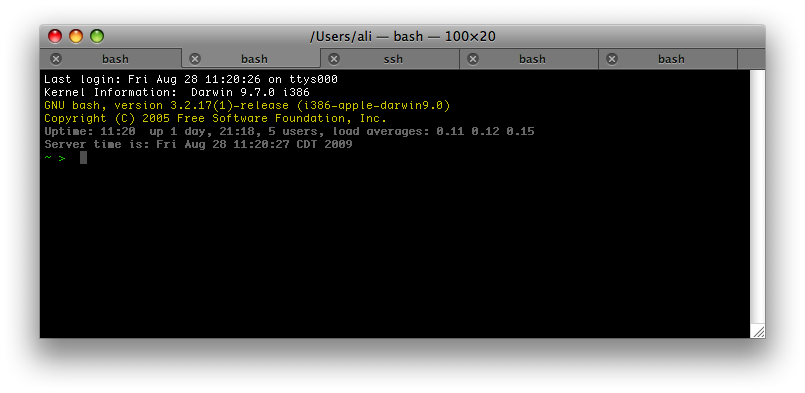 /Users/ali — bash — 100×20
bash bash ssh bash bash
Last login: Fri Aug 28 11:20:26 on ttys000
Kernel Information:  Darwin 9.7.0 i386
GNU bash, version 3.2.17(1)-release (i386-apple-darwin9.0)
Copyright (C) 2005 Free Software Foundation, Inc.
Uptime: 11:20  up 1 day, 21:18, 5 users, load averages: 0.11 0.12 0.15
Server time is: Fri Aug 28 11:20:27 CDT 2009
~ >